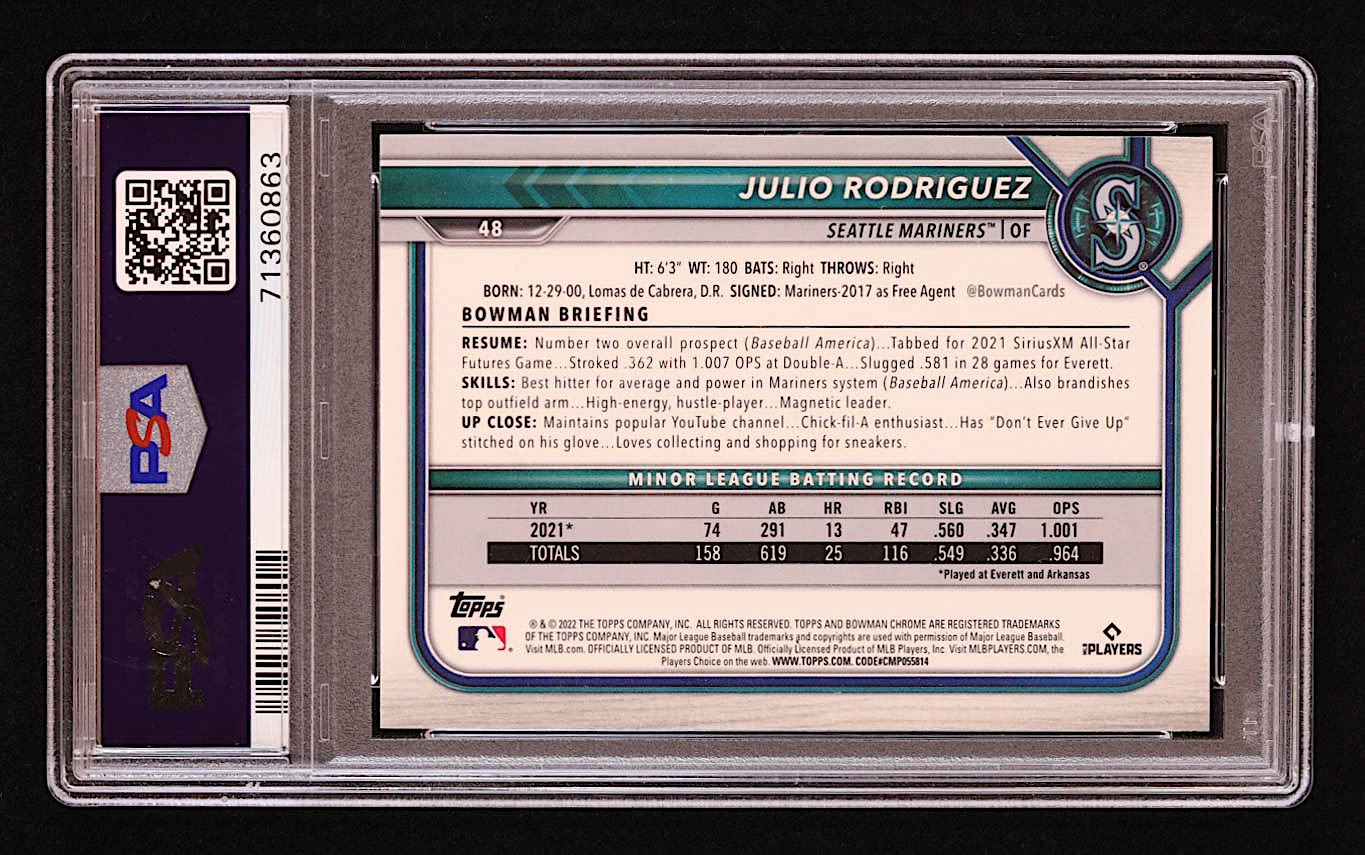 71360863
PSA
PSA
JULIO RODRIGUEZ
48
SEATTLE MARINERS™ | OF
S
HT: 6'3" WT: 180 BATS: Right THROWS: Right
BORN: 12-29-00, Lomas de Cabrera, D.R. SIGNED: Mariners-2017 as Free Agent @BowmanCards
BOWMAN BRIEFING
RESUME: Number two overall prospect (Baseball America)...Tabbed for 2021 SiriusXM All-Star
Futures Game...Stroked .362 with 1.007 OPS at Double-A...Slugged .581 in 28 games for Everett.
SKILLS: Best hitter for average and power in Mariners system (Baseball America)...Also brandishes
top outfield arm...High-energy, hustle-player...Magnetic leader.
UP CLOSE: Maintains popular YouTube channel...Chick-fil-A enthusiast...Has "Don't Ever Give Up"
stitched on his glove...Loves collecting and shopping for sneakers.
MINOR LEAGUE BATTING RECORD
YR G AB HR RBI SLG AVG OPS
2021* 74 291 13 47 .560 .347 1.001
TOTALS 158 619 25 116 .549 .336 .964
*Played at Everett and Arkansas
Topps®
® & © 2022 THE TOPPS COMPANY, INC. ALL RIGHTS RESERVED. TOPPS AND BOWMAN CHROME ARE REGISTERED TRADEMARKS
OF THE TOPPS COMPANY, INC. Major League Baseball trademarks and copyrights are used with permission of Major League Baseball.
Visit MLB.com. OFFICIALLY LICENSED PRODUCT OF MLB. Officially Licensed Product of MLB Players, Inc. Visit MLBPLAYERS.COM, the
Players Choice on the web. WWW.TOPPS.COM. CODE#CMP055814
MLB PLAYERS
PSA